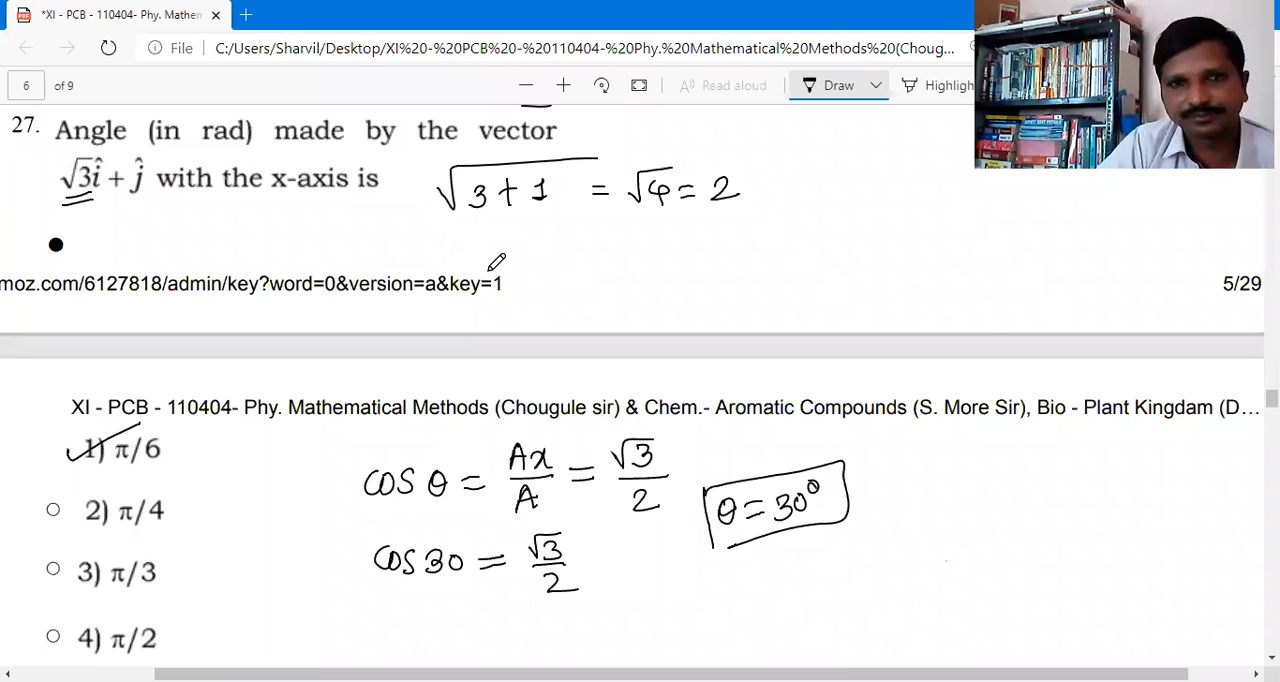 *XI - PCB - 110404- Phy. Mathem
File C:/Users/Sharvil/Desktop/XI%20-%20PCB%20-%20110404-%20Phy.%20Mathematical%20Methods%20(Choug...
6 of 9 Read aloud Draw Highligh
27. Angle (in rad) made by the vector
√3î + ĵ with the x-axis is
√3+1 = √4 = 2
moz.com/6127818/admin/key?word=0&version=a&key=1 5/29
XI - PCB - 110404- Phy. Mathematical Methods (Chougule sir) & Chem.- Aromatic Compounds (S. More Sir), Bio - Plant Kingdam (D...
1) π/6
cos θ = Ax/A = √3/2
θ = 30°
2) π/4
cos 30 = √3/2
3) π/3
4) π/2